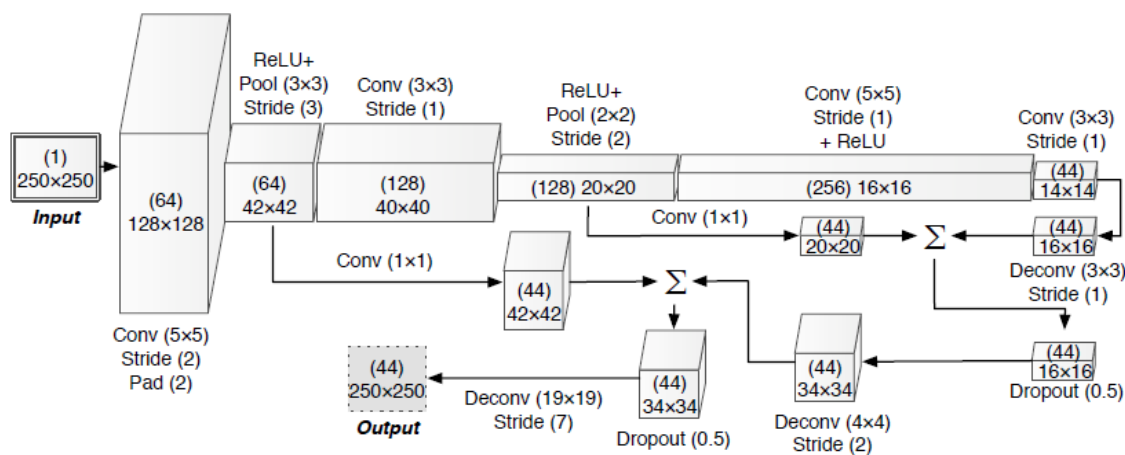 (1)
250×250
Input
(64)
128×128
Conv (5×5)
Stride (2)
Pad (2)
ReLU+
Pool (3×3)
Stride (3)
(64)
42×42
Conv (3×3)
Stride (1)
(128)
40×40
ReLU+
Pool (2×2)
Stride (2)
(128) 20×20
Conv (5×5)
Stride (1)
+ ReLU
(256) 16×16
Conv (3×3)
Stride (1)
(44)
14×14
Conv (1×1)
(44)
20×20
Σ
(44)
16×16
Deconv (3×3)
Stride (1)
Conv (1×1)
(44)
42×42
Σ
(44)
16×16
Dropout (0.5)
(44)
34×34
Deconv (4×4)
Stride (2)
(44)
34×34
Dropout (0.5)
Deconv (19×19)
Stride (7)
(44)
250×250
Output